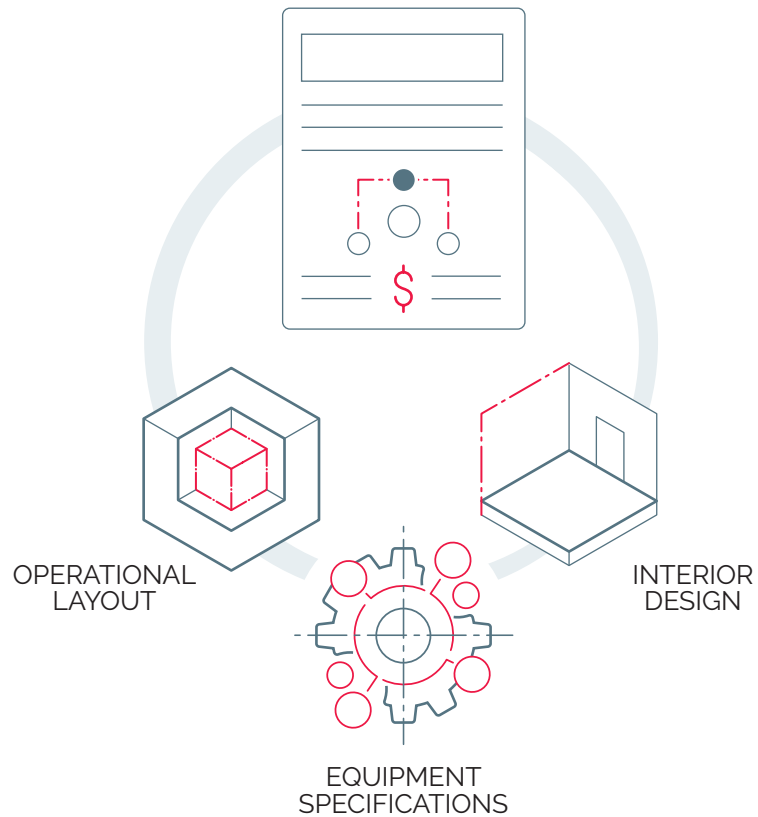 $
OPERATIONAL
LAYOUT
INTERIOR
DESIGN
EQUIPMENT
SPECIFICATIONS